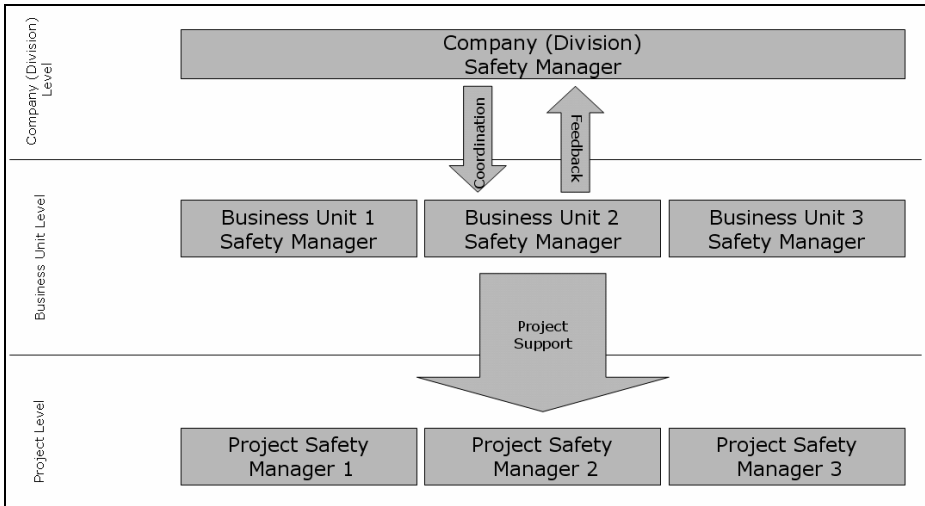 Company (Division)
Level
Company (Division)
Safety Manager
Coordination
Feedback
Business Unit Level
Business Unit 1
Safety Manager
Business Unit 2
Safety Manager
Business Unit 3
Safety Manager
Project
Support
Project Level
Project Safety
Manager 1
Project Safety
Manager 2
Project Safety
Manager 3